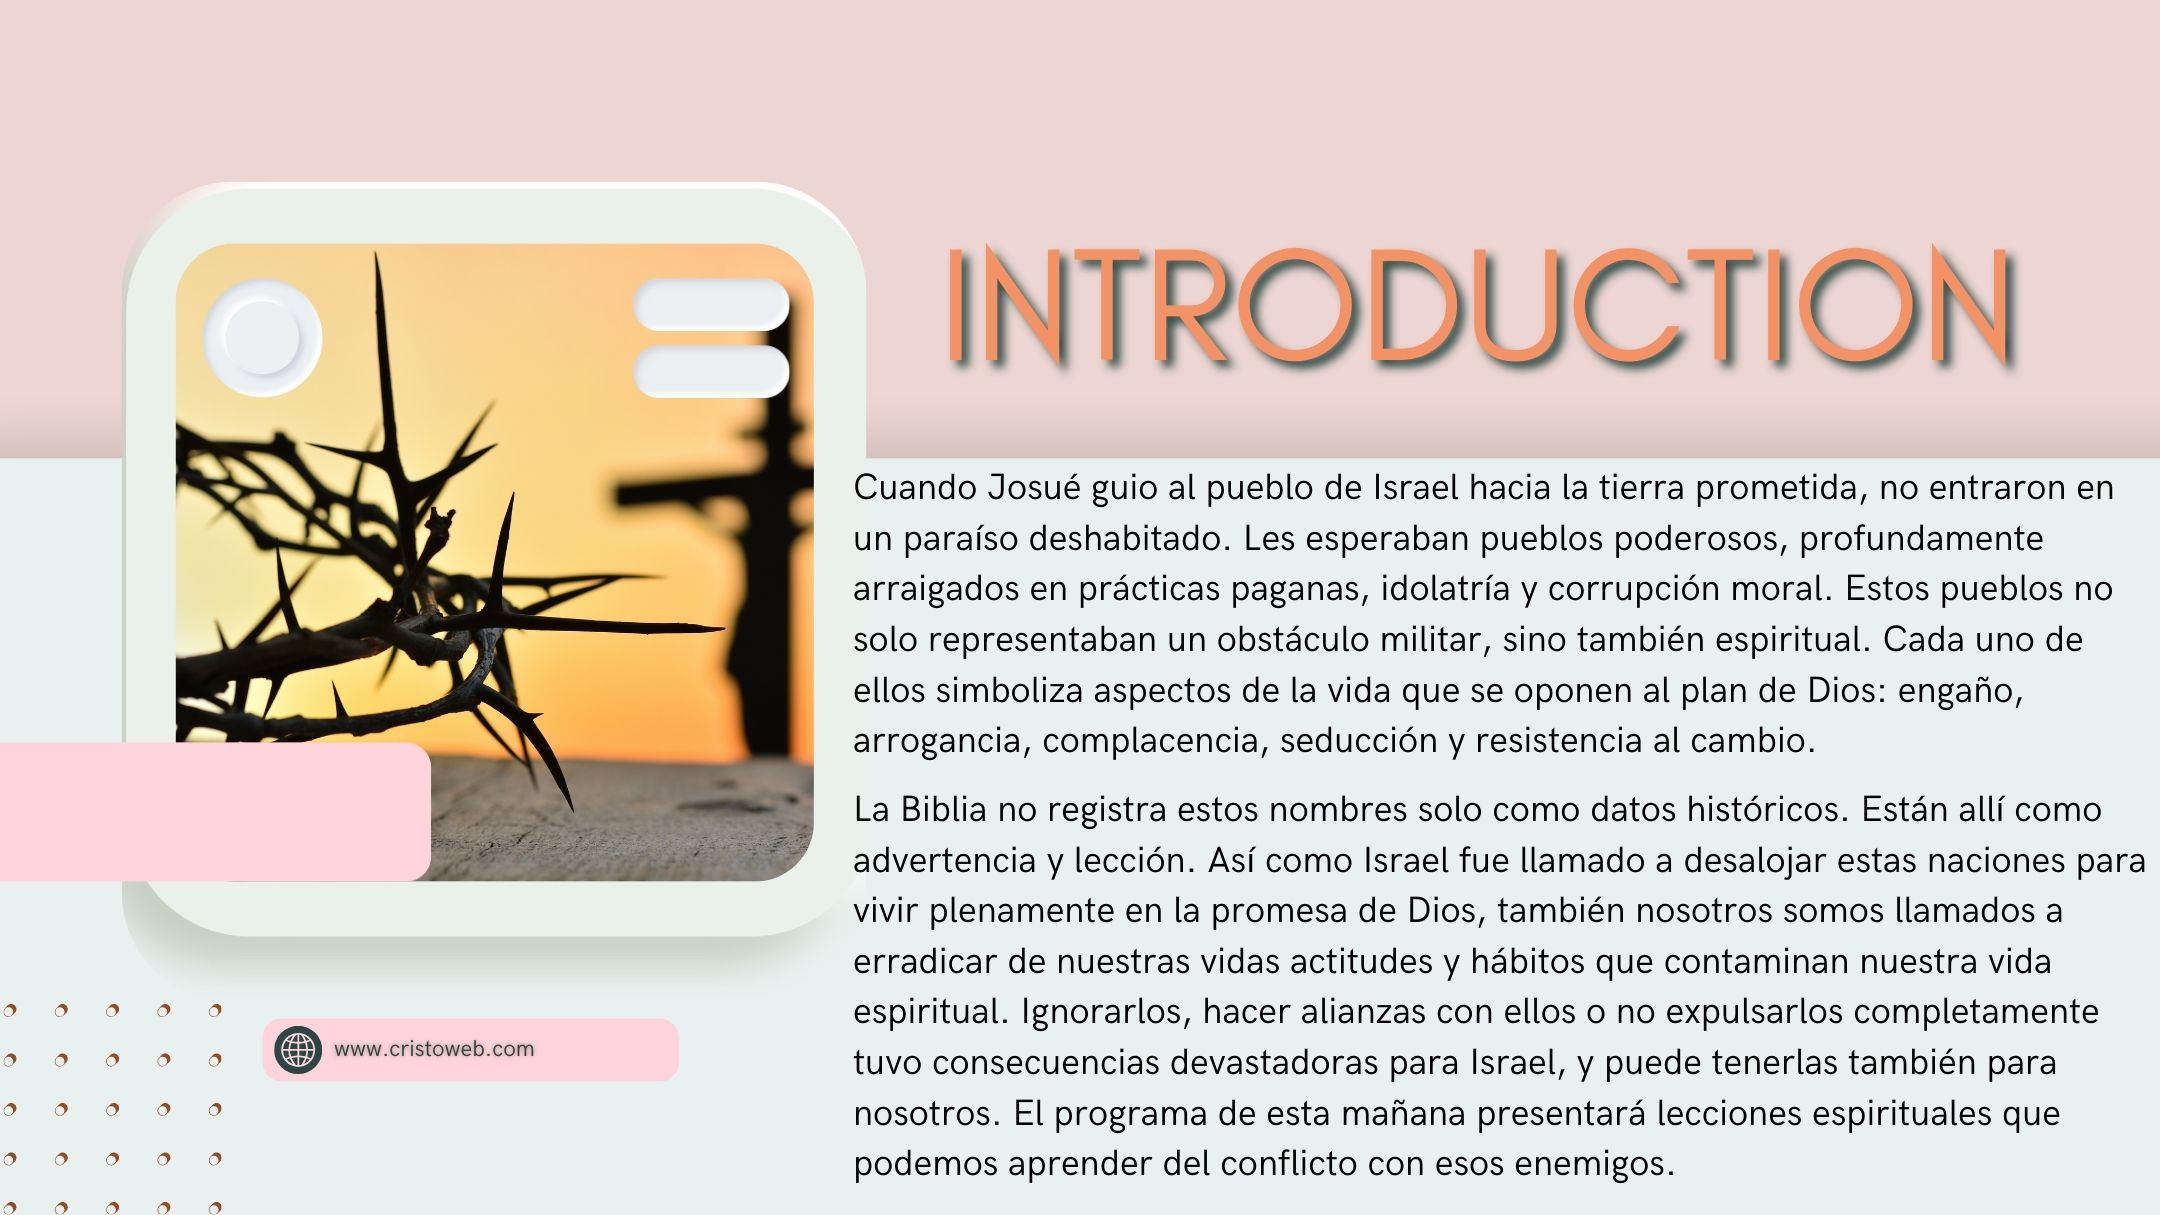 INTRODUCTION
Cuando Josué guio al pueblo de Israel hacia la tierra prometida, no entraron en
un paraíso deshabitado. Les esperaban pueblos poderosos, profundamente
arraigados en prácticas paganas, idolatría y corrupción moral. Estos pueblos no
solo representaban un obstáculo militar, sino también espiritual. Cada uno de
ellos simboliza aspectos de la vida que se oponen al plan de Dios: engaño,
arrogancia, complacencia, seducción y resistencia al cambio.
La Biblia no registra estos nombres solo como datos históricos. Están allí como
advertencia y lección. Así como Israel fue llamado a desalojar estas naciones para
vivir plenamente en la promesa de Dios, también nosotros somos llamados a
erradicar de nuestras vidas actitudes y hábitos que contaminan nuestra vida
espiritual. Ignorarlos, hacer alianzas con ellos o no expulsarlos completamente
tuvo consecuencias devastadoras para Israel, y puede tenerlas también para
nosotros. El programa de esta mañana presentará lecciones espirituales que
podemos aprender del conflicto con esos enemigos.
www.cristoweb.com